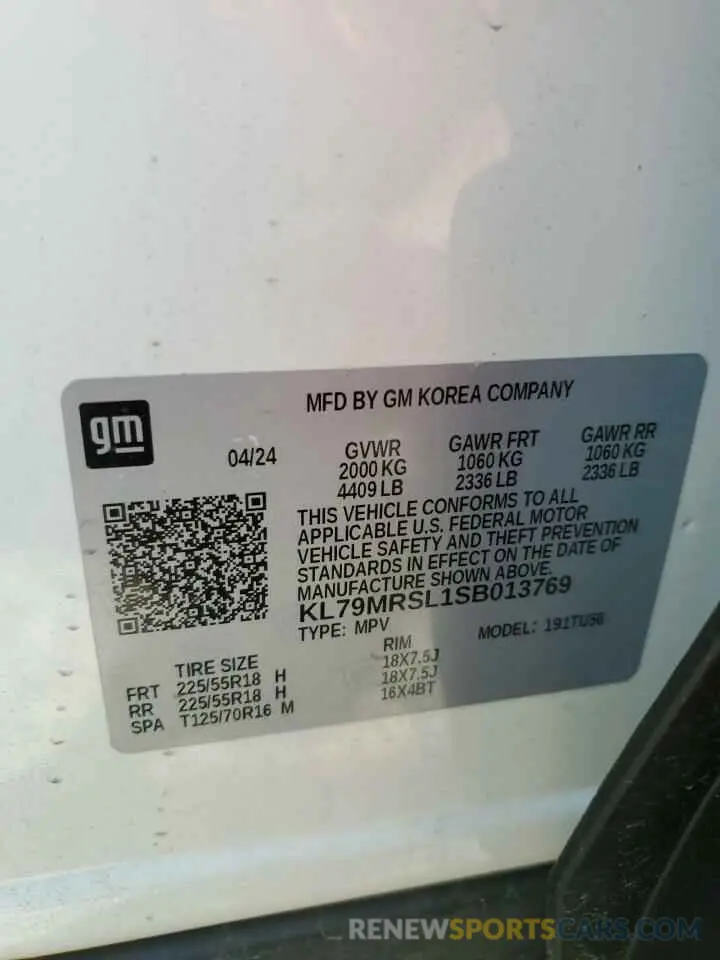 MFD BY GM KOREA COMPANY
gm
04/24
GVWR GAWR FRT GAWR RR
2000 KG 1060 KG 1060 KG
4409 LB 2336 LB 2336 LB
THIS VEHICLE CONFORMS TO ALL
APPLICABLE U.S. FEDERAL MOTOR
VEHICLE SAFETY AND THEFT PREVENTION
STANDARDS IN EFFECT ON THE DATE OF
MANUFACTURE SHOWN ABOVE.
KL79MRSL1SB013769
TYPE: MPV MODEL: 191TU56
TIRE SIZE RIM
FRT 225/55R18 H 18X7.5J
RR 225/55R18 H 18X7.5J
SPA T125/70R16 M 16X4BT
RENEWSPORTSCARS.COM